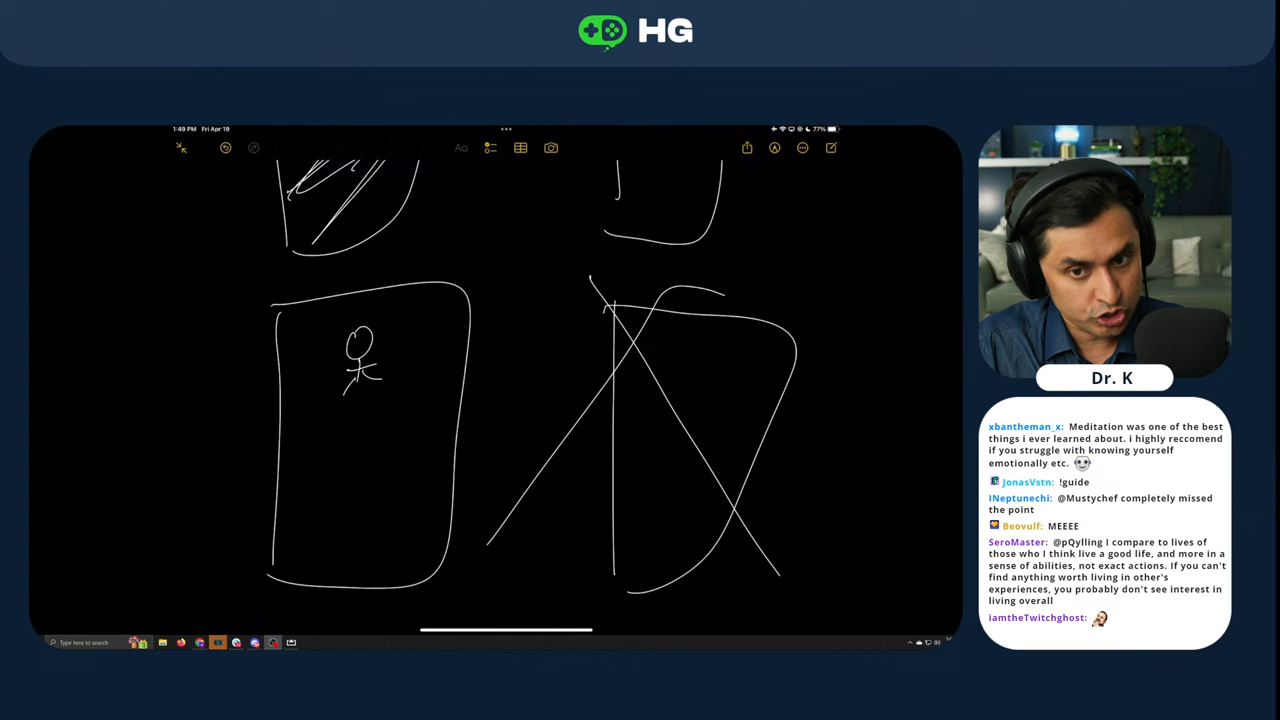 HG
1:49 PM Fri Apr 19
77%
Aa
Dr. K
xbantheman_x: Meditation was one of the best
things i ever learned about. i highly reccomend
if you struggle with knowing yourself
emotionally etc.
JonasVstn: !guide
INeptunechi: @Mustychef completely missed
the point
Beovulf: MEEEE
SeroMaster: @pQylling I compare to lives of
those who I think live a good life, and more in a
sense of abilities, not exact actions. If you can't
find anything worth living in other's
experiences, you probably don't see interest in
living overall
iamtheTwitchghost:
Type here to search